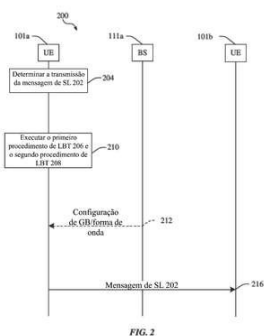 200
101a
111a
101b
UE
BS
UE
Determinar a transmissão
da mensagem de SL 202
204
Executar o primeiro
procedimento de LBT 206 e
o segundo procedimento de
LBT 208
210
Configuração
de GB/forma de
onda
212
Mensagem de SL 202
216
FIG. 2